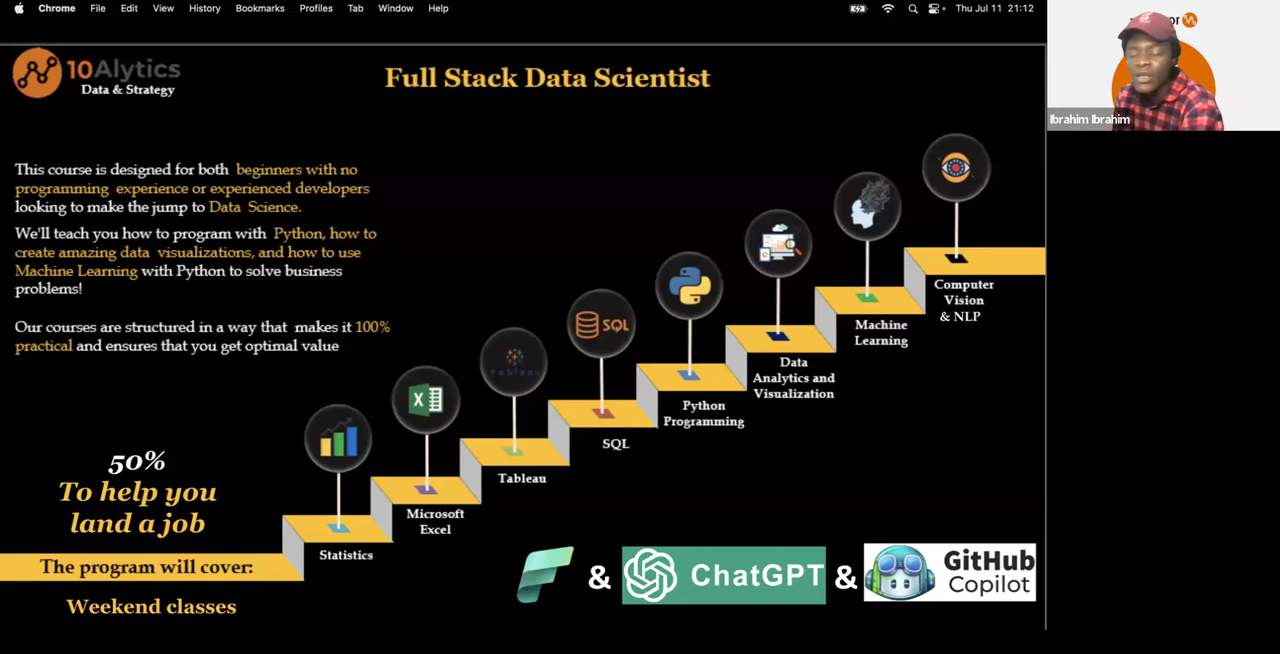 Chrome File Edit View History Bookmarks Profiles Tab Window Help Thu Jul 11 21:12
10Alytics
Data & Strategy
Full Stack Data Scientist
Ibrahim Ibrahim
This course is designed for both beginners with no
programming experience or experienced developers
looking to make the jump to Data Science.
We'll teach you how to program with Python, how to
create amazing data visualizations, and how to use
Machine Learning with Python to solve business
problems!
Our courses are structured in a way that makes it 100%
practical and ensures that you get optimal value
50%
To help you
land a job
The program will cover:
Weekend classes
Statistics
Microsoft
Excel
tableau
Tableau
SQL
SQL
Python
Programming
Data
Analytics and
Visualization
Machine
Learning
Computer
Vision
& NLP
& ChatGPT & GitHub
Copilot